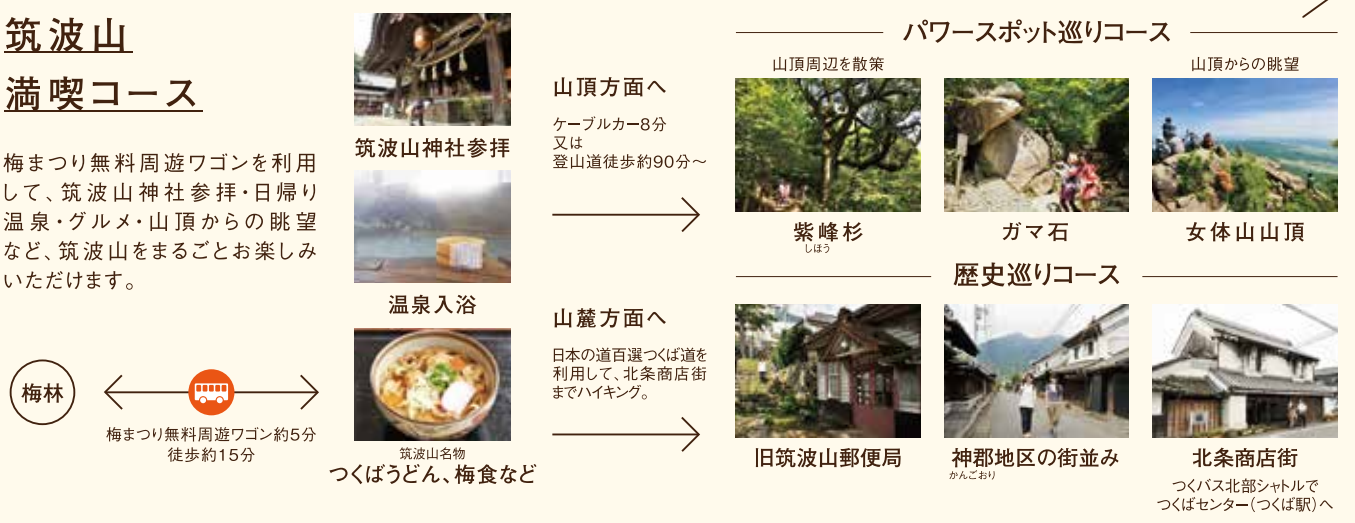 筑波山
満喫コース
梅まつり無料周遊ワゴンを利用
して、筑波山神社参拝・日帰り
温泉・グルメ・山頂からの眺望
など、筑波山をまるごとお楽しみ
いただけます。
梅林
梅まつり無料周遊ワゴン約5分
徒歩約15分
筑波山神社参拝
温泉入浴
筑波山名物
つくばうどん、梅食など
山頂方面へ
ケーブルカー8分
又は
登山道徒歩約90分〜
パワースポット巡りコース
山頂周辺を散策
紫峰杉
しほう
ガマ石
山頂からの眺望
女体山山頂
山麓方面へ
日本の道百選つくば道を
利用して、北条商店街
までハイキング。
歴史巡りコース
旧筑波山郵便局
神郡地区の街並み
かんごおり
北条商店街
つくバス北部シャトルで
つくばセンター(つくば駅)へ